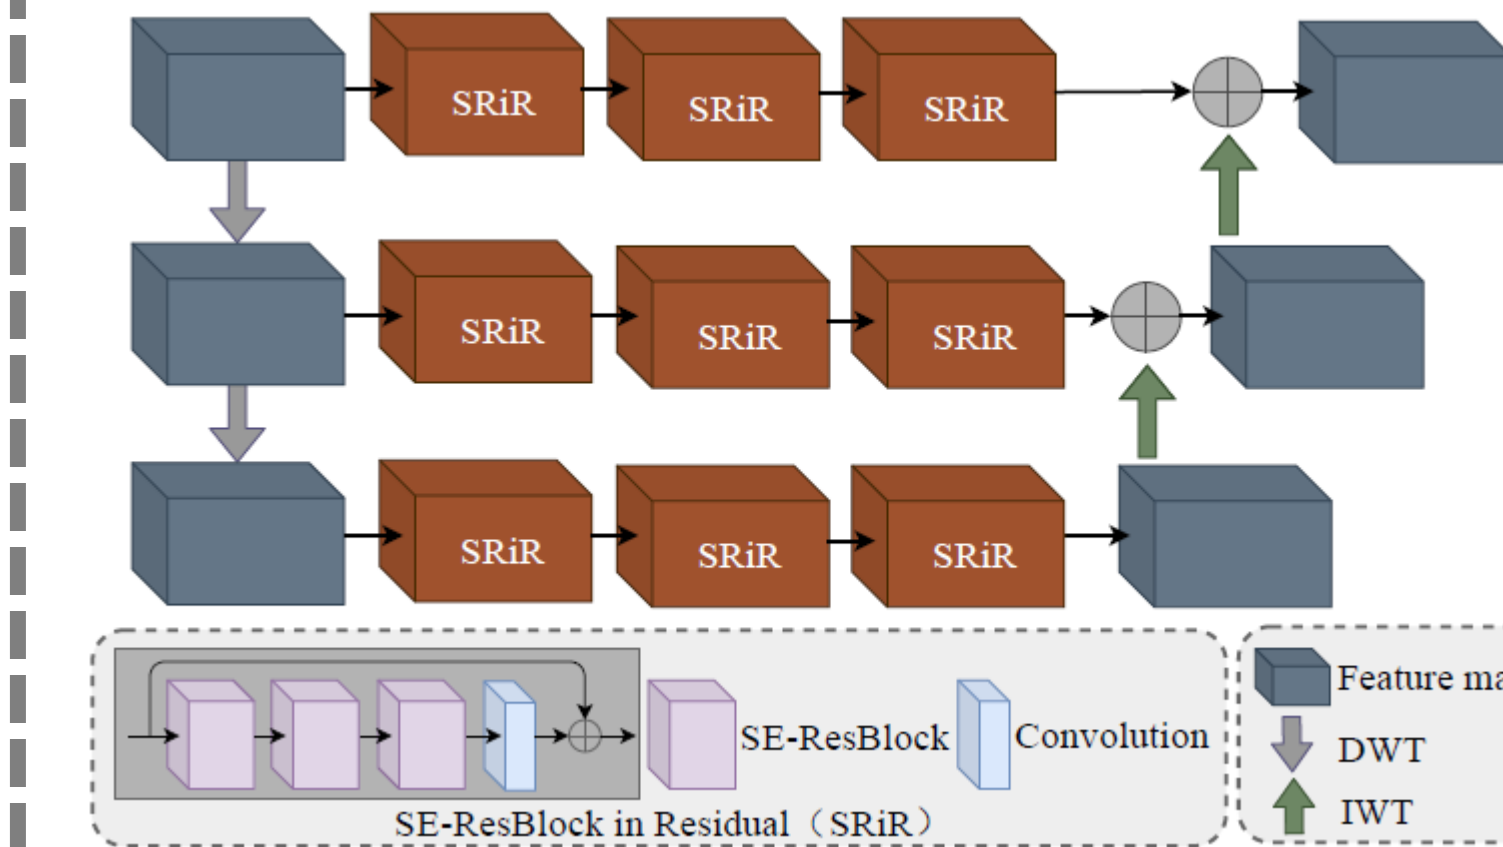 SRiR SRiR SRiR
SRiR SRiR SRiR
SRiR SRiR SRiR
SE-ResBlock
Convolution
SE-ResBlock in Residual（SRiR）
Feature ma
DWT
IWT